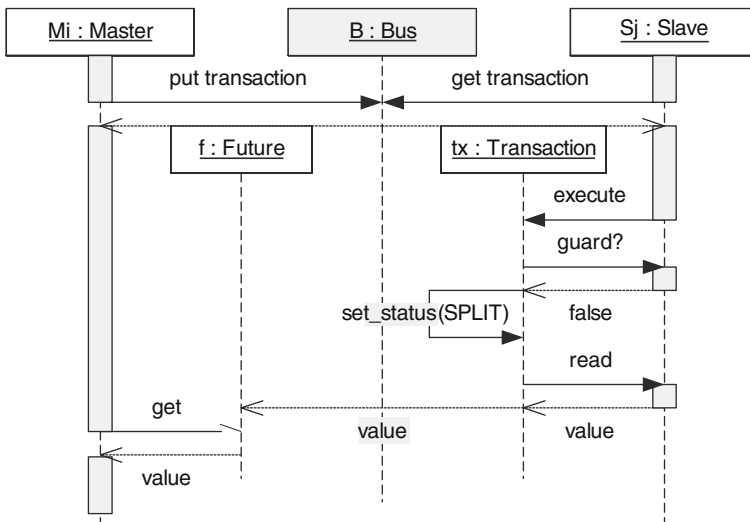 Mi : Master
B : Bus
Sj : Slave
put transaction
get transaction
f : Future
tx : Transaction
execute
guard?
set_status(SPLIT)
false
read
get
value
value
value